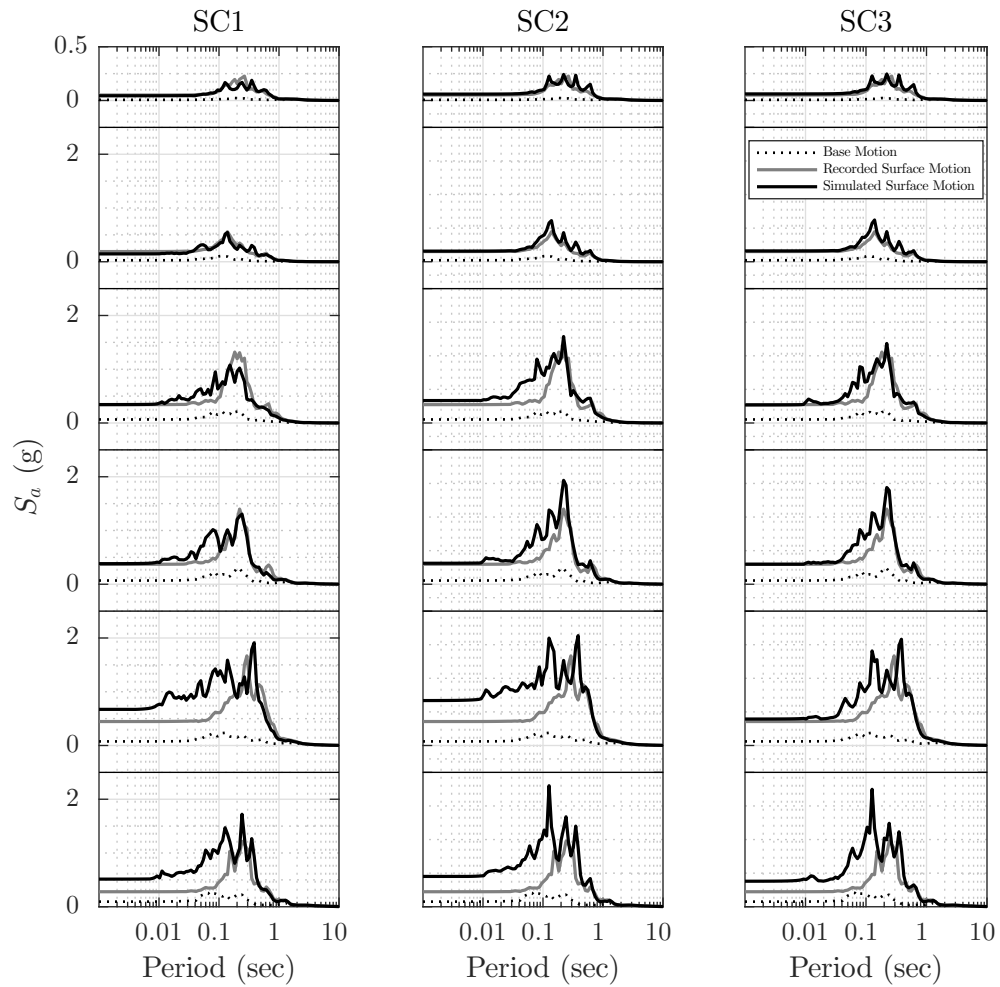 SC1 SC2 SC3
0.5
0
2
Base Motion
Recorded Surface Motion
Simulated Surface Motion
0
2
0
2
S_a (g)
0
2
0
2
0
0.01 0.1 1 10 0.01 0.1 1 10 0.01 0.1 1 10
Period (sec) Period (sec) Period (sec)